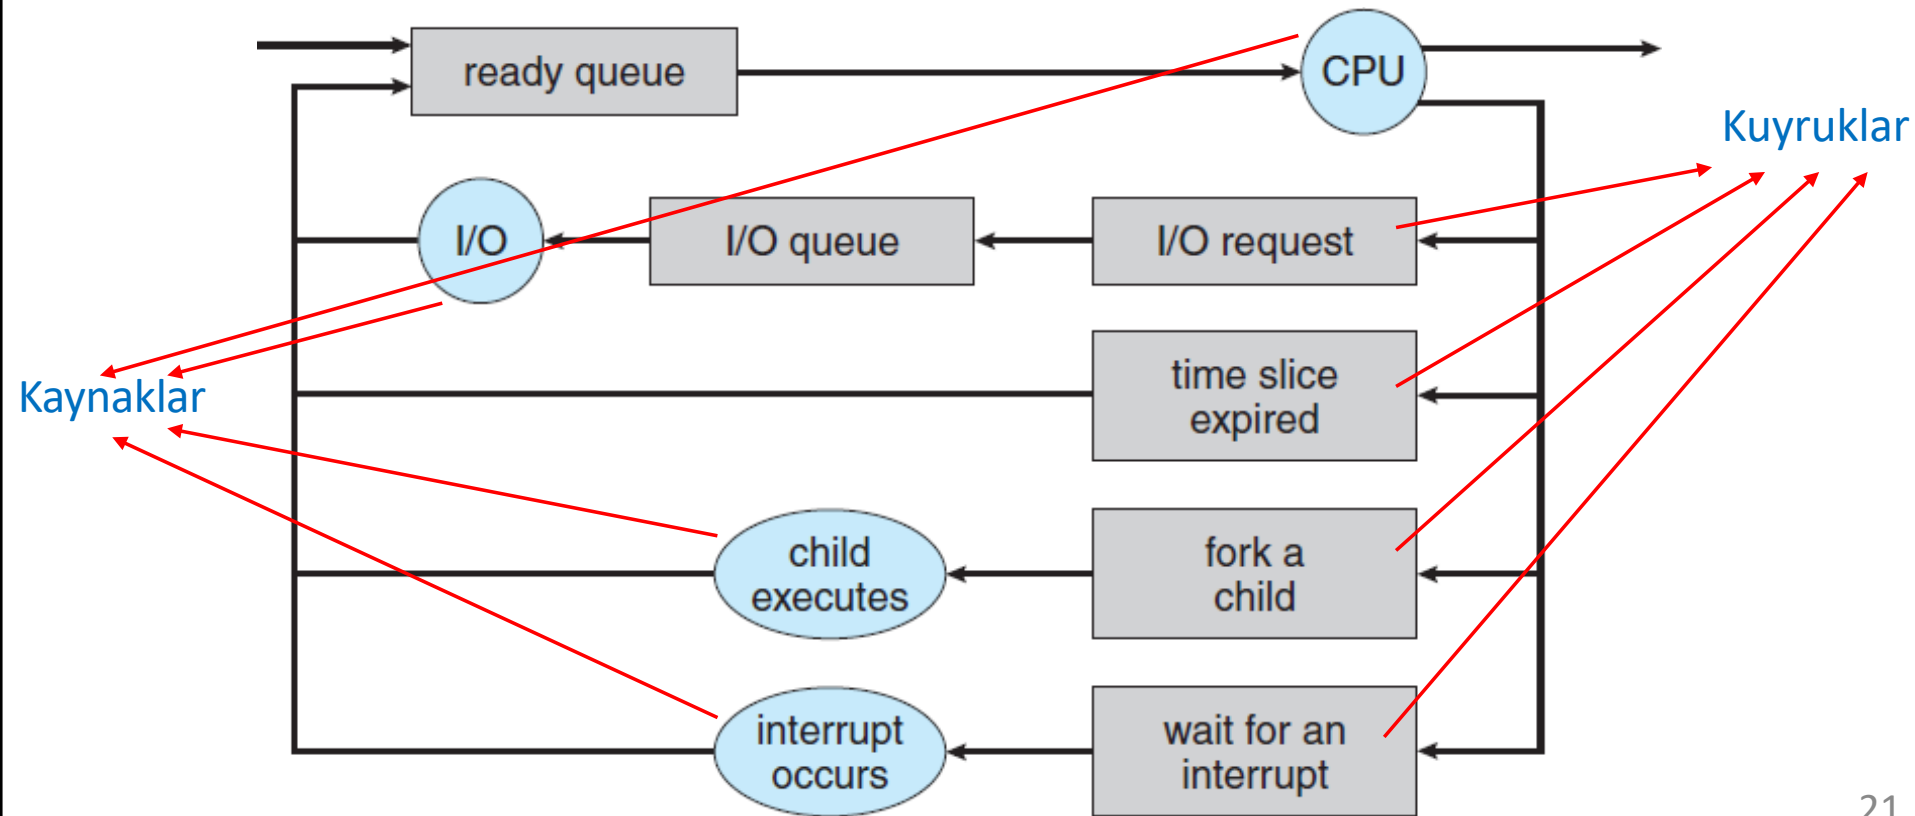 ready queue
CPU
Kuyruklar
I/O
I/O queue
I/O request
time slice
expired
Kaynaklar
child
executes
fork a
child
interrupt
occurs
wait for an
interrupt
21